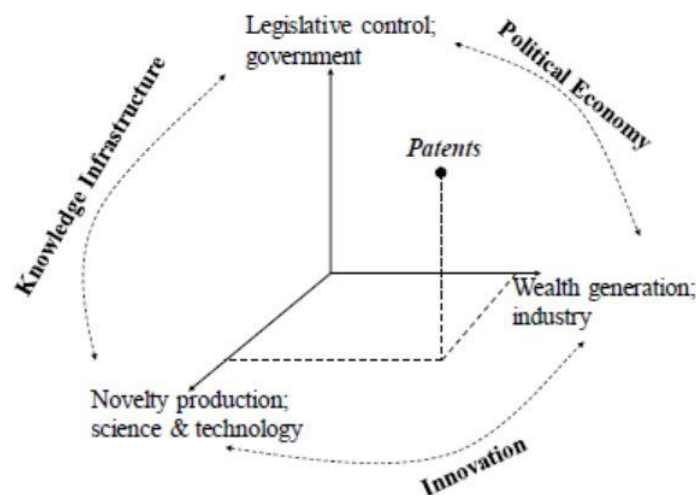 Legislative control;
government
Political Economy
Knowledge Infrastructure
Patents
Wealth generation;
industry
Novelty production;
science & technology
Innovation